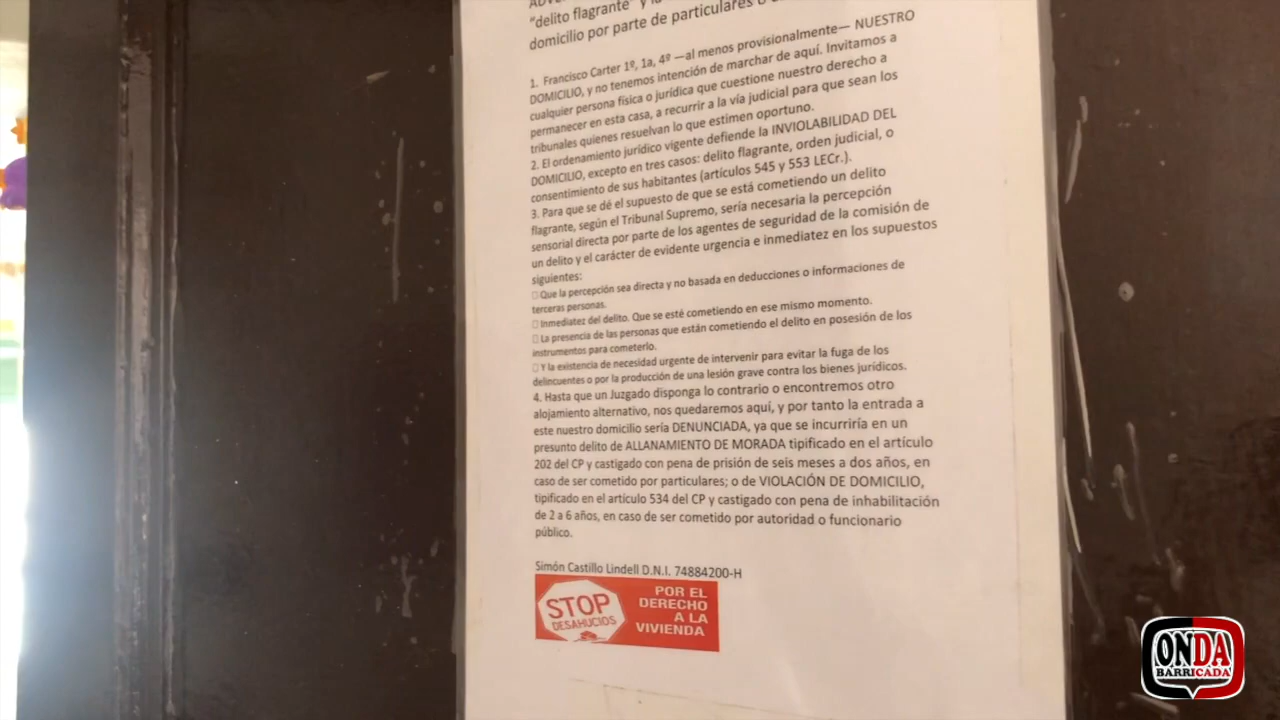 "delito flagrante" y
domicilio por parte de particulares
1. Francisco Carter 1º, 1a, 4º —al menos provisionalmente— NUESTRO
DOMICILIO, y no tenemos intención de marchar de aquí. Invitamos a
cualquier persona física o jurídica que cuestione nuestro derecho a
permanecer en esta casa, a recurrir a la vía judicial para que sean los
tribunales quienes resuelvan lo que estimen oportuno.
2. El ordenamiento jurídico vigente defiende la INVIOLABILIDAD DEL
DOMICILIO, excepto en tres casos: delito flagrante, orden judicial, o
consentimiento de sus habitantes (artículos 545 y 553 LECr.).
3. Para que se dé el supuesto de que se está cometiendo un delito
flagrante, según el Tribunal Supremo, sería necesaria la percepción
sensorial directa por parte de los agentes de seguridad de la comisión de
un delito y el carácter de evidente urgencia e inmediatez en los supuestos
siguientes:
□ Que la percepción sea directa y no basada en deducciones o informaciones de
terceras personas.
□ Inmediatez del delito. Que se esté cometiendo en ese mismo momento.
□ La presencia de las personas que están cometiendo el delito en posesión de los
instrumentos para cometerlo.
□ Y la existencia de necesidad urgente de intervenir para evitar la fuga de los
delincuentes o por la producción de una lesión grave contra los bienes jurídicos.
4. Hasta que un Juzgado disponga lo contrario o encontremos otro
alojamiento alternativo, nos quedaremos aquí, y por tanto la entrada a
este nuestro domicilio sería DENUNCIADA, ya que se incurriría en un
presunto delito de ALLANAMIENTO DE MORADA tipificado en el artículo
202 del CP y castigado con pena de prisión de seis meses a dos años, en
caso de ser cometido por particulares; o de VIOLACIÓN DE DOMICILIO,
tipificado en el artículo 534 del CP y castigado con pena de inhabilitación
de 2 a 6 años, en caso de ser cometido por autoridad o funcionario
público.
Simón Castillo Lindell D.N.I. 74884200-H
STOP
DESAHUCIOS
POR EL
DERECHO
A LA
VIVIENDA
ONDA
BARRICADA